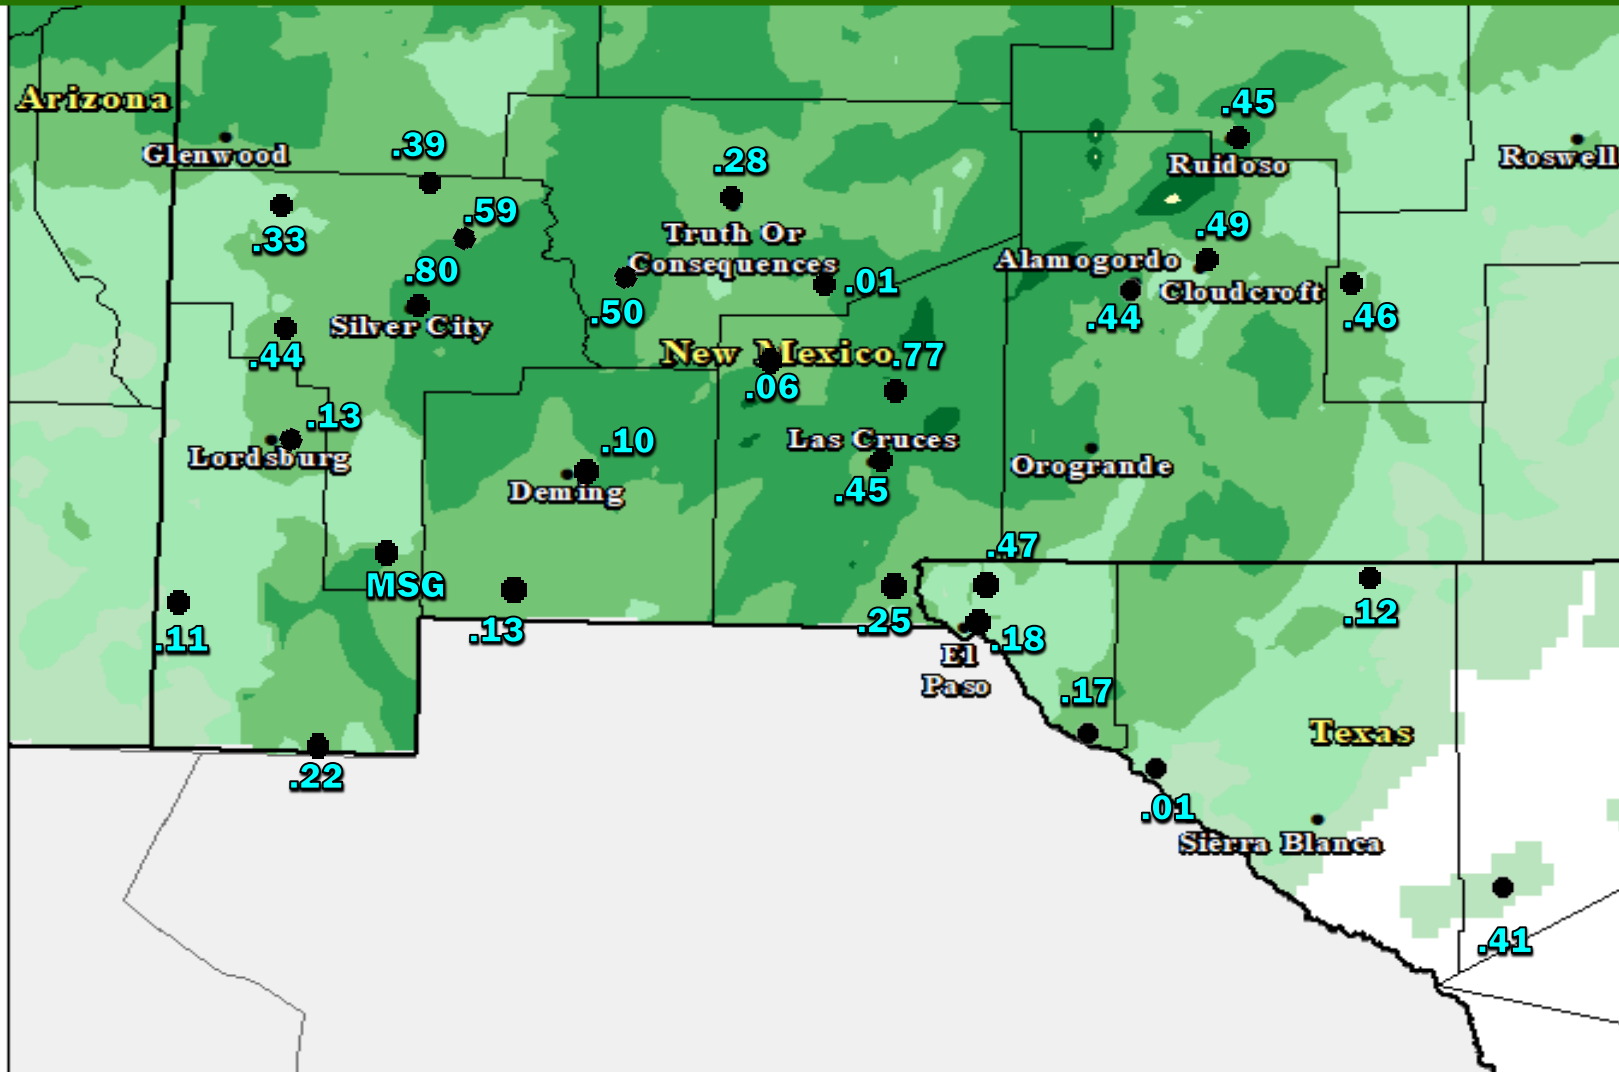 Arizona
.45
Glenwood
.39
.28
Ruidoso
Roswell
.59
.49
.33
Truth Or
Consequences
Alamogordo
.80
.01
Cloudcroft
.50
.44
.46
Silver City
.44
New Mexico
.77
.06
.13
.10
Las Cruces
Lordsburg
Orogrande
Deming
.45
.47
MSG
.25
.12
.11
.13
.18
El
Paso
.17
Texas
.22
.01
Sierra Blanca
.41